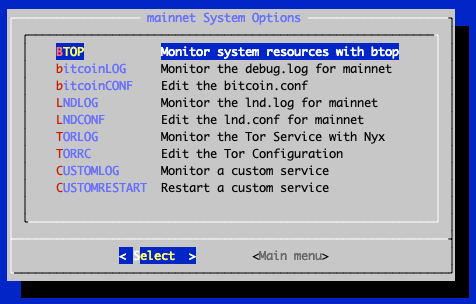 mainnet System Options
BTOP Monitor system resources with btop
bitcoinLOG Monitor the debug.log for mainnet
bitcoinCONF Edit the bitcoin.conf
LNDLOG Monitor the lnd.log for mainnet
LNDCONF Edit the lnd.conf for mainnet
TORLOG Monitor the Tor Service with Nyx
TORRC Edit the Tor Configuration
CUSTOMLOG Monitor a custom service
CUSTOMRESTART Restart a custom service
< Select > <Main menu>